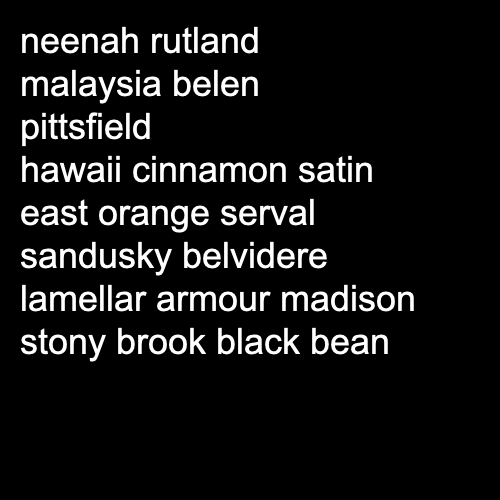 neenah rutland
malaysia belen
pittsfield
hawaii cinnamon satin
east orange serval
sandusky belvidere
lamellar armour madison
stony brook black bean